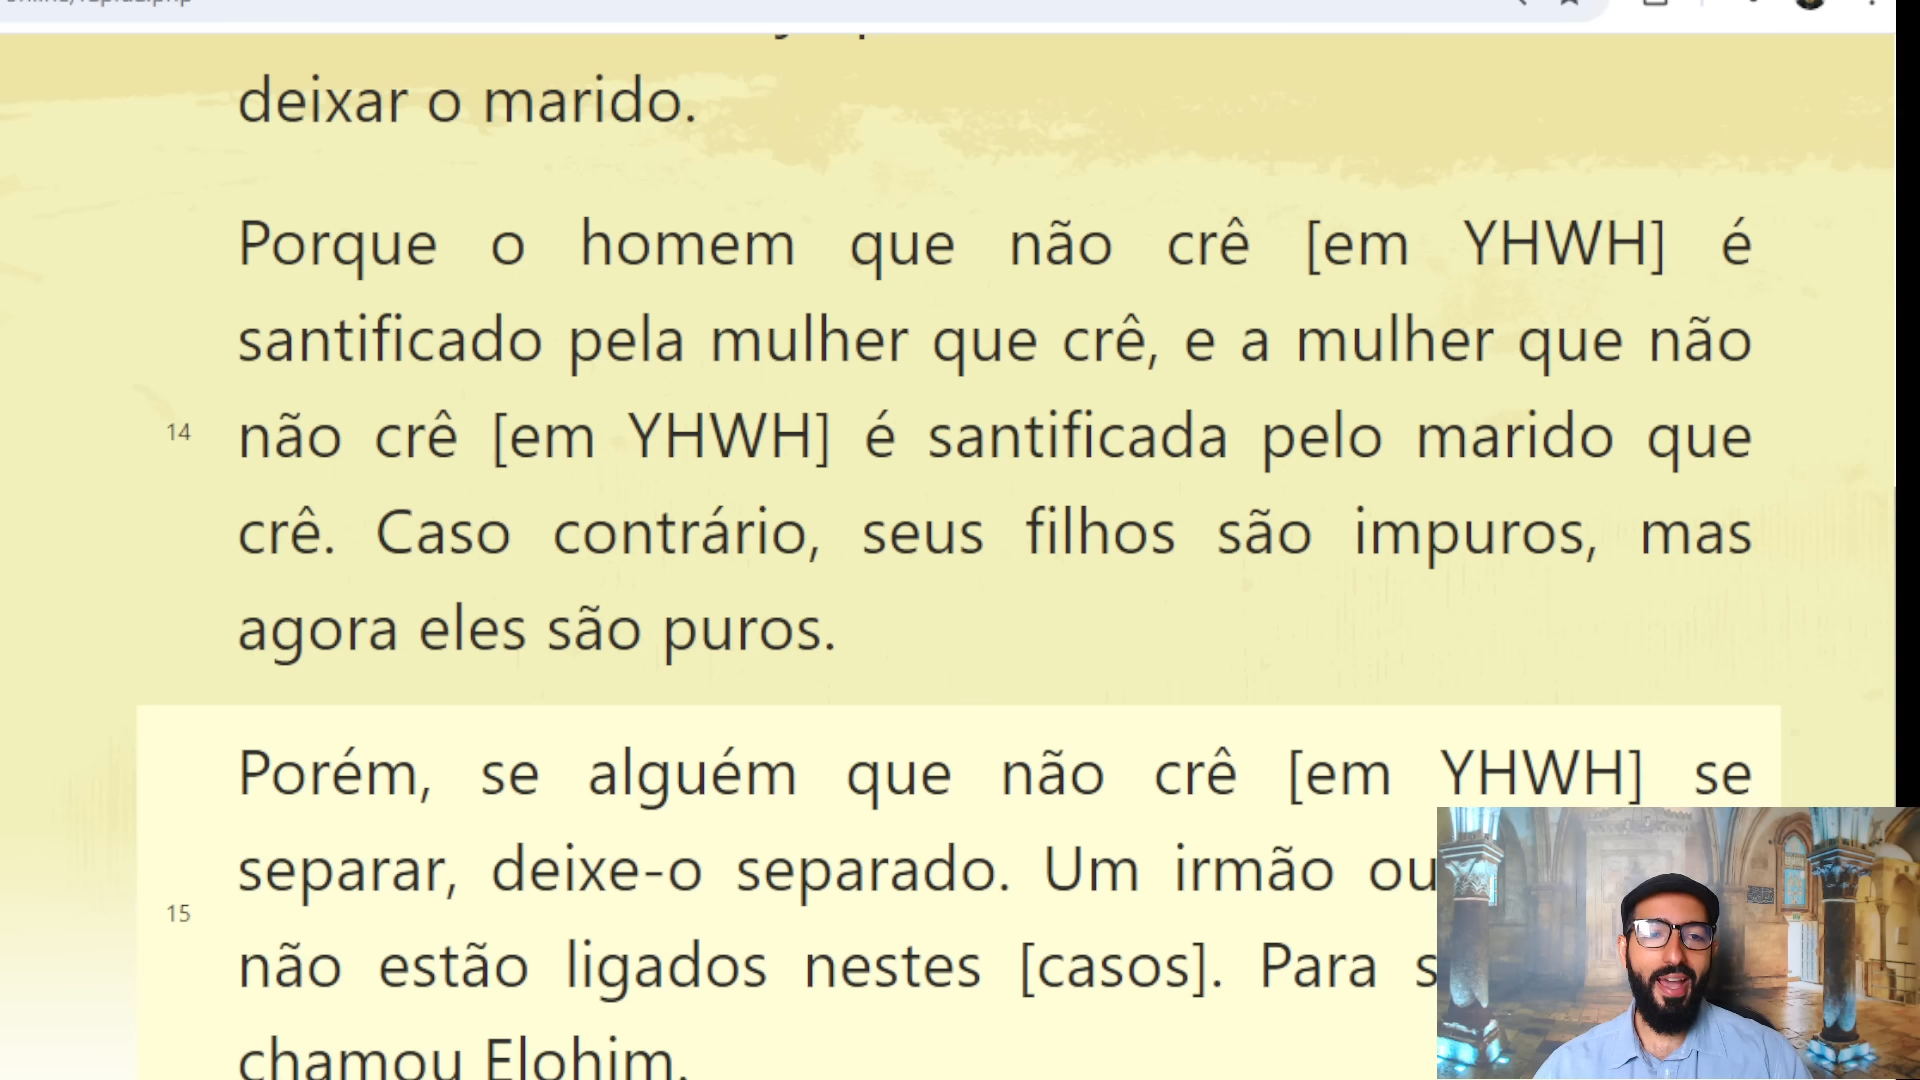 deixar o marido.
Porque o homem que não crê [em YHWH] é
santificado pela mulher que crê, e a mulher que não
14 não crê [em YHWH] é santificada pelo marido que
crê. Caso contrário, seus filhos são impuros, mas
agora eles são puros.
Porém, se alguém que não crê [em YHWH] se
separar, deixe-o separado. Um irmão ou
15
não estão ligados nestes [casos]. Para
chamou Elohim.